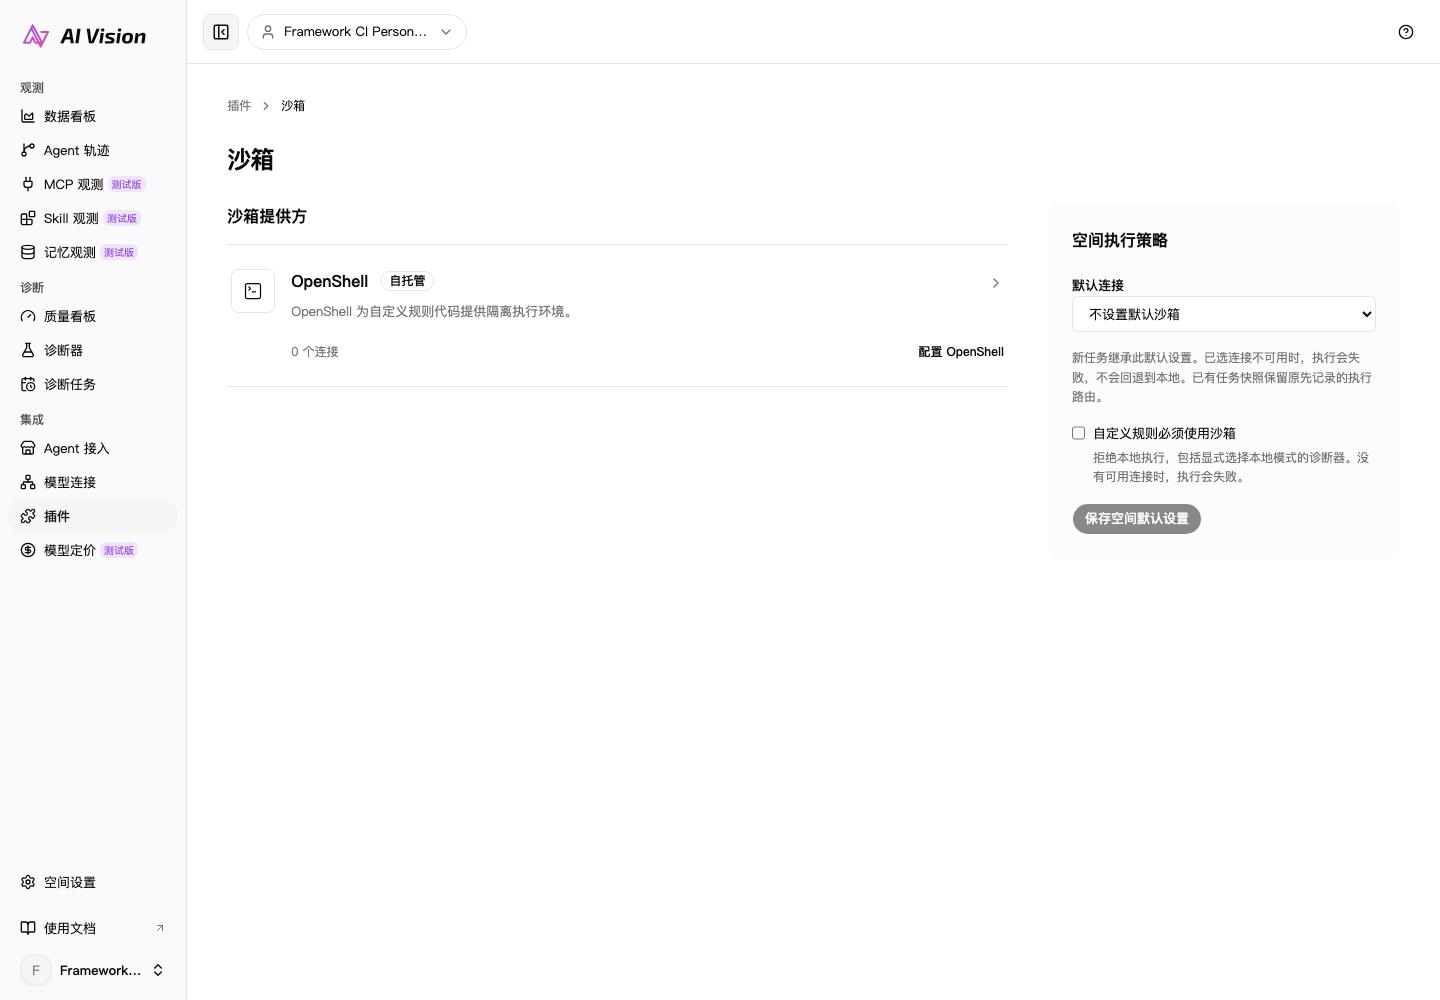 AI Vision
观测
数据看板
Agent 轨迹
MCP 观测 测试版
Skill 观测 测试版
记忆观测 测试版
诊断
质量看板
诊断器
诊断任务
集成
Agent 接入
模型连接
插件
模型定价 测试版
空间设置
使用文档
F Framework...
Framework CI Person...
插件 沙箱
沙箱
沙箱提供方
OpenShell 自托管
OpenShell 为自定义规则代码提供隔离执行环境。
0 个连接 配置 OpenShell
空间执行策略
默认连接
不设置默认沙箱
新任务继承此默认设置。已选连接不可用时，执行会失
败，不会回退到本地。已有任务快照保留原先记录的执行
路由。
自定义规则必须使用沙箱
拒绝本地执行，包括显式选择本地模式的诊断器。没
有可用连接时，执行会失败。
保存空间默认设置